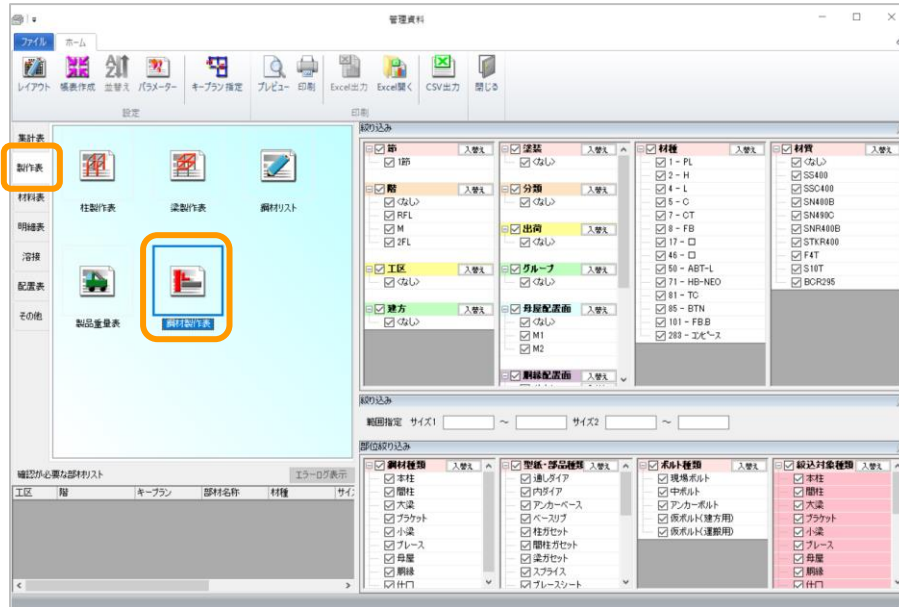 管理資料
ファイル ホーム
レイアウト 帳表作成 並替え パラメーター キープラン指定 プレビュー 印刷 Excel出力 Excel開く CSV出力 閉じる
設定 印刷
集計表
製作表
材料表
明細表
溶接
配置表
その他
柱製作表 梁製作表 鋼材リスト
製品重量表 鋼材製作表
絞り込み
節 入替え
1節
階 入替え
<なし>
RFL
M
2FL
工区 入替え
<なし>
建方 入替え
<なし>
塗装 入替え
<なし>
分類 入替え
<なし>
出荷 入替え
<なし>
グループ 入替え
<なし>
母屋配置面 入替え
<なし>
M1
M2
胴縁配置面 入替え
材種 入替え
1 - PL
2 - H
4 - L
5 - C
7 - CT
8 - FB
17 - □
46 - □
50 - ABT-L
71 - HB-NEO
81 - TC
85 - BTN
101 - FB.B
283 - エピース
材質 入替え
<なし>
SS400
SSC400
SN400B
SN490C
SNR400B
STKR400
F4T
S10T
BCR295
絞り込み
範囲指定 サイズ1 ～ サイズ2 ～
部位絞り込み
鋼材種類 入替え
本柱
間柱
大梁
ブラケット
小梁
ブレース
母屋
胴縁
仕口
型紙・部品種類 入替え
通しダイア
内ダイア
アンカーベース
ベースリブ
柱ガセット
間柱ガセット
梁ガセット
スプライス
ブレースシート
ボルト種類 入替え
現場ボルト
中ボルト
アンカーボルト
仮ボルト(建方用)
仮ボルト(運搬用)
絞込対象種類 入替え
本柱
間柱
大梁
ブラケット
小梁
ブレース
母屋
胴縁
仕口
確認が必要な部材リスト エラーログ表示
工区 階 キープラン 部材名称 材種 サイズ